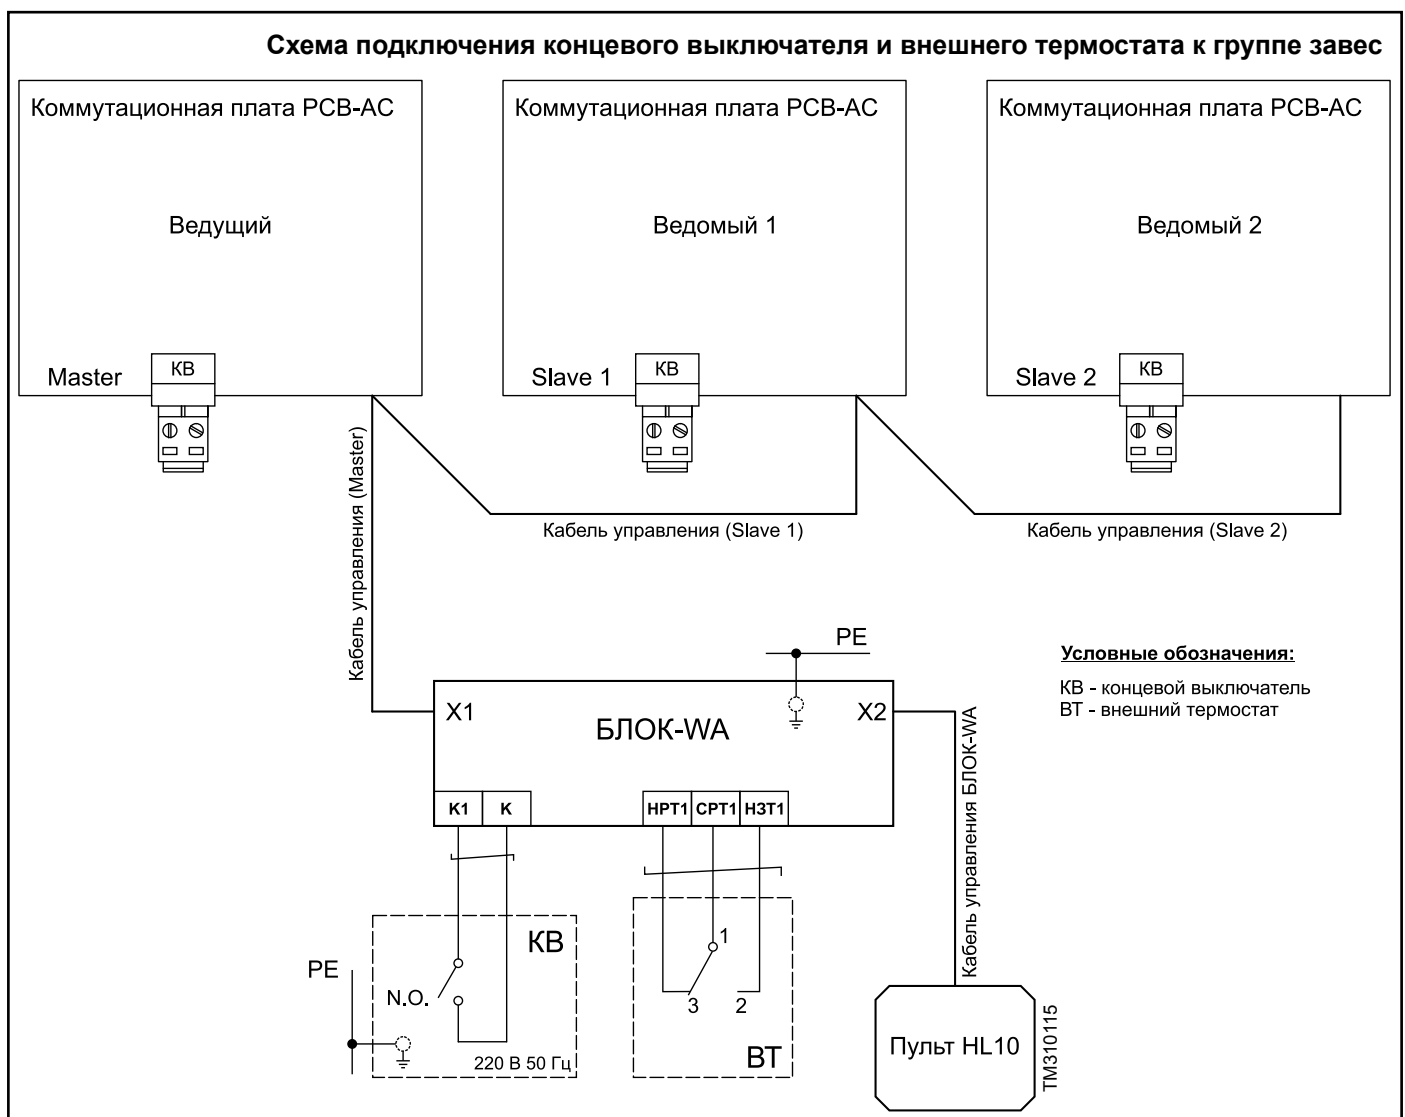 Схема подключения концевого выключателя и внешнего термостата к группе завес
Коммутационная плата PCB-AC
Ведущий
Master
КВ
Коммутационная плата PCB-AC
Ведомый 1
Slave 1
КВ
Коммутационная плата PCB-AC
Ведомый 2
Slave 2
КВ
Кабель управления (Master)
Кабель управления (Slave 1)
Кабель управления (Slave 2)
PE
Условные обозначения:
КВ - концевой выключатель
ВТ - внешний термостат
X1
БЛОК-WA
X2
К1
К
НРТ1
СРТ1
НЗТ1
Кабель управления БЛОК-WA
КВ
PE
N.O.
220 В 50 Гц
1
3
2
ВТ
Пульт HL10
TM310115